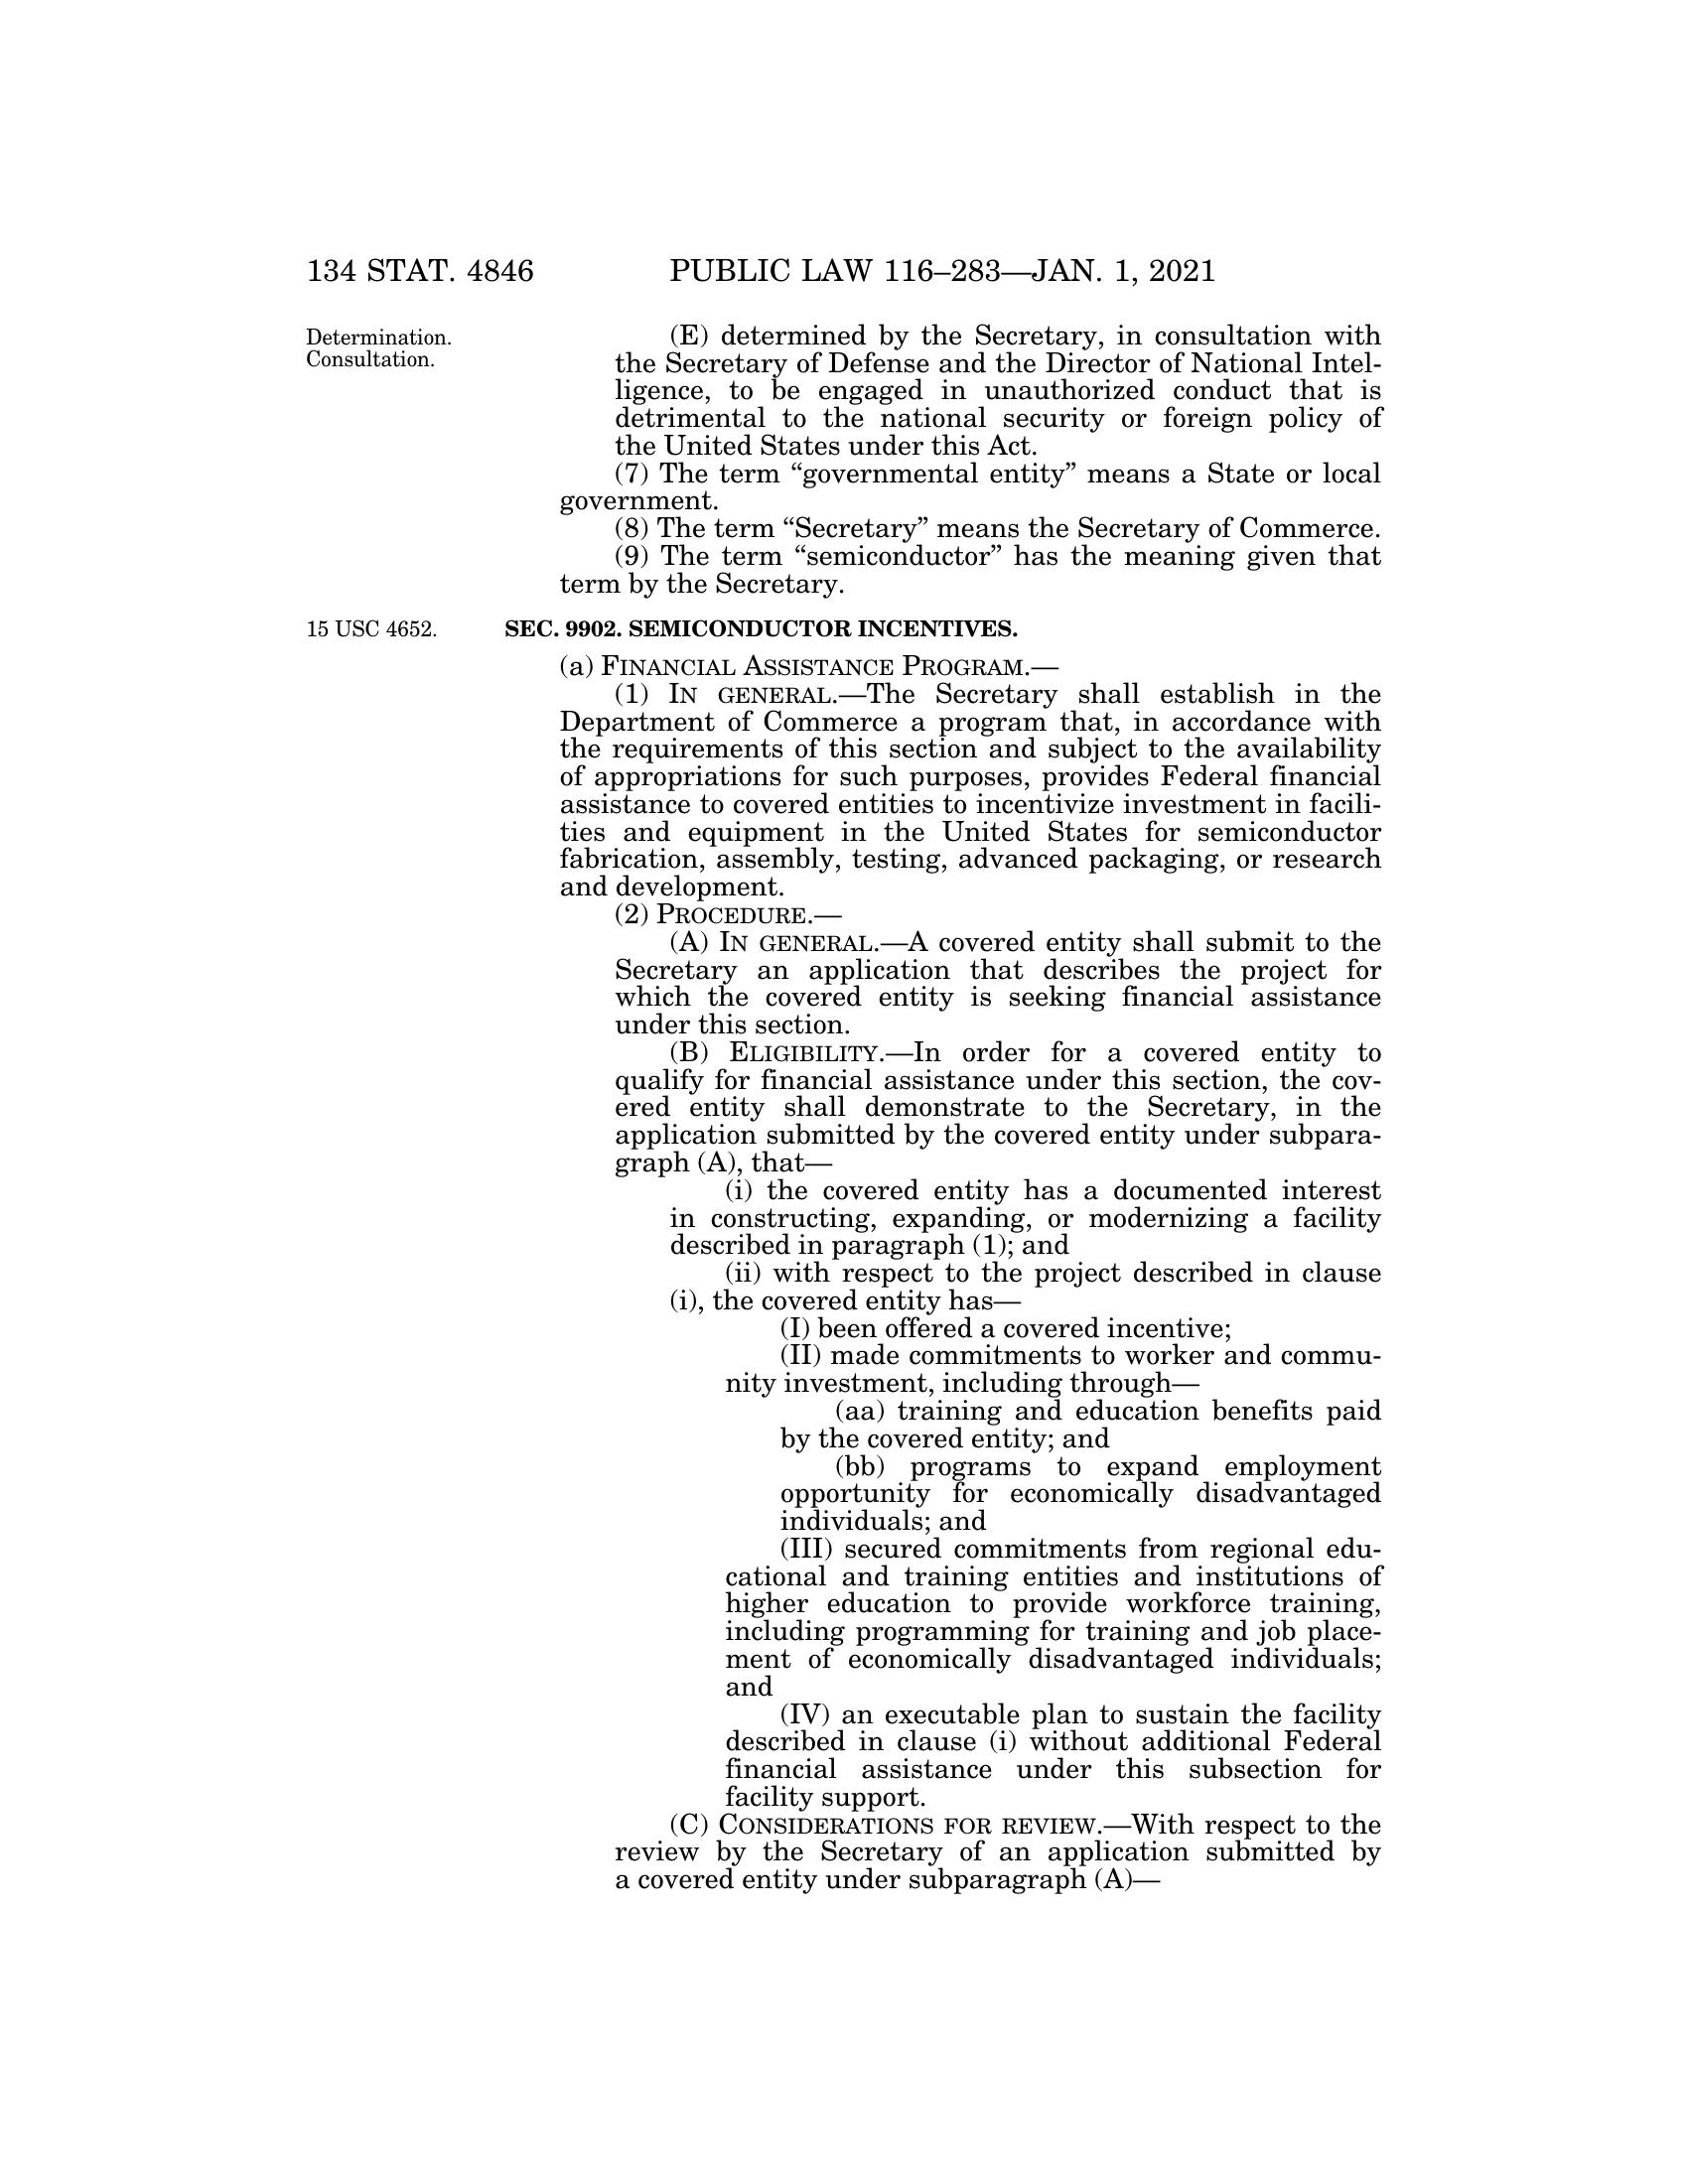 134 STAT. 4846
PUBLIC LAW 116–283—JAN. 1, 2021
Determination.
Consultation.
(E) determined by the Secretary, in consultation with
the Secretary of Defense and the Director of National Intel-
ligence, to be engaged in unauthorized conduct that is
detrimental to the national security or foreign policy of
the United States under this Act.
(7) The term “governmental entity” means a State or local
government.
(8) The term “Secretary” means the Secretary of Commerce.
(9) The term “semiconductor” has the meaning given that
term by the Secretary.
15 USC 4652.
SEC. 9902. SEMICONDUCTOR INCENTIVES.
(a) FINANCIAL ASSISTANCE PROGRAM.—
(1) IN GENERAL.—The Secretary shall establish in the
Department of Commerce a program that, in accordance with
the requirements of this section and subject to the availability
of appropriations for such purposes, provides Federal financial
assistance to covered entities to incentivize investment in facili-
ties and equipment in the United States for semiconductor
fabrication, assembly, testing, advanced packaging, or research
and development.
(2) PROCEDURE.—
(A) IN GENERAL.—A covered entity shall submit to the
Secretary an application that describes the project for
which the covered entity is seeking financial assistance
under this section.
(B) ELIGIBILITY.—In order for a covered entity to
qualify for financial assistance under this section, the cov-
ered entity shall demonstrate to the Secretary, in the
application submitted by the covered entity under subpara-
graph (A), that—
(i) the covered entity has a documented interest
in constructing, expanding, or modernizing a facility
described in paragraph (1); and
(ii) with respect to the project described in clause
(i), the covered entity has—
(I) been offered a covered incentive;
(II) made commitments to worker and commu-
nity investment, including through—
(aa) training and education benefits paid
by the covered entity; and
(bb) programs to expand employment
opportunity for economically disadvantaged
individuals; and
(III) secured commitments from regional edu-
cational and training entities and institutions of
higher education to provide workforce training,
including programming for training and job place-
ment of economically disadvantaged individuals;
and
(IV) an executable plan to sustain the facility
described in clause (i) without additional Federal
financial assistance under this subsection for
facility support.
(C) CONSIDERATIONS FOR REVIEW.—With respect to the
review by the Secretary of an application submitted by
a covered entity under subparagraph (A)—